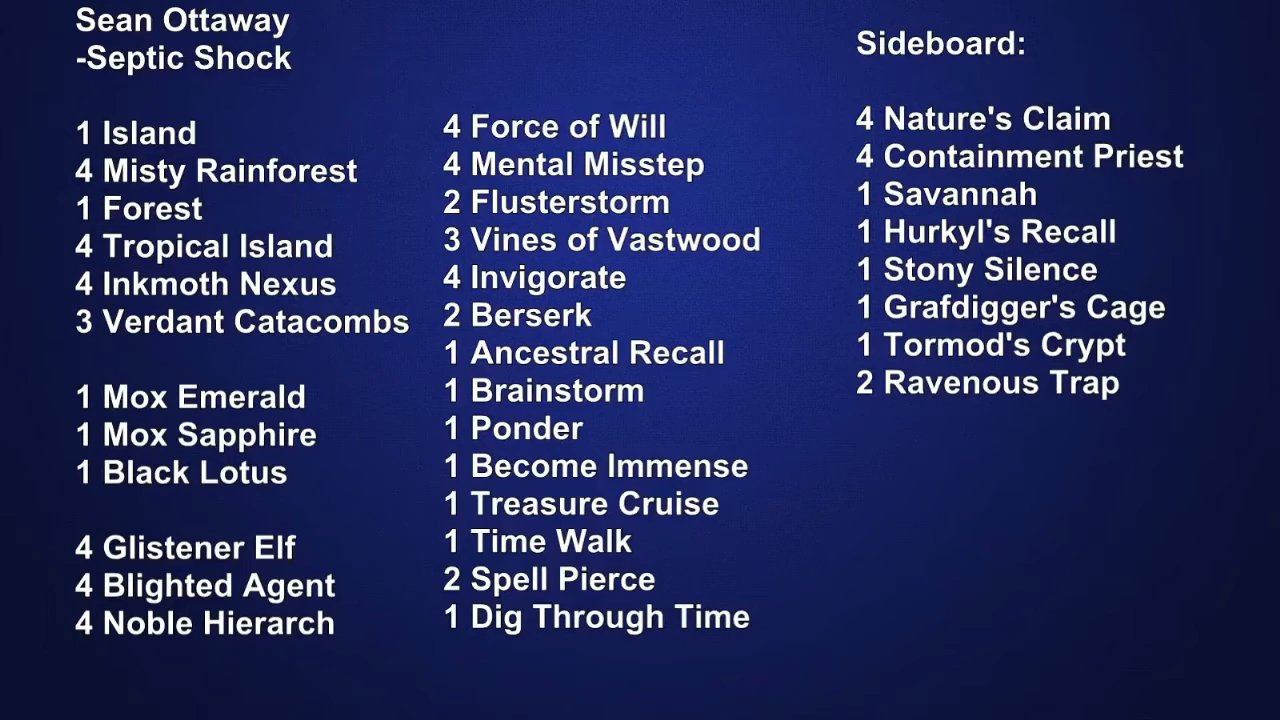 Sean Ottaway
-Septic Shock
1 Island
4 Misty Rainforest
1 Forest
4 Tropical Island
4 Inkmoth Nexus
3 Verdant Catacombs
1 Mox Emerald
1 Mox Sapphire
1 Black Lotus
4 Glistener Elf
4 Blighted Agent
4 Noble Hierarch
4 Force of Will
4 Mental Misstep
2 Flusterstorm
3 Vines of Vastwood
4 Invigorate
2 Berserk
1 Ancestral Recall
1 Brainstorm
1 Ponder
1 Become Immense
1 Treasure Cruise
1 Time Walk
2 Spell Pierce
1 Dig Through Time
Sideboard:
4 Nature's Claim
4 Containment Priest
1 Savannah
1 Hurkyl's Recall
1 Stony Silence
1 Grafdigger's Cage
1 Tormod's Crypt
2 Ravenous Trap